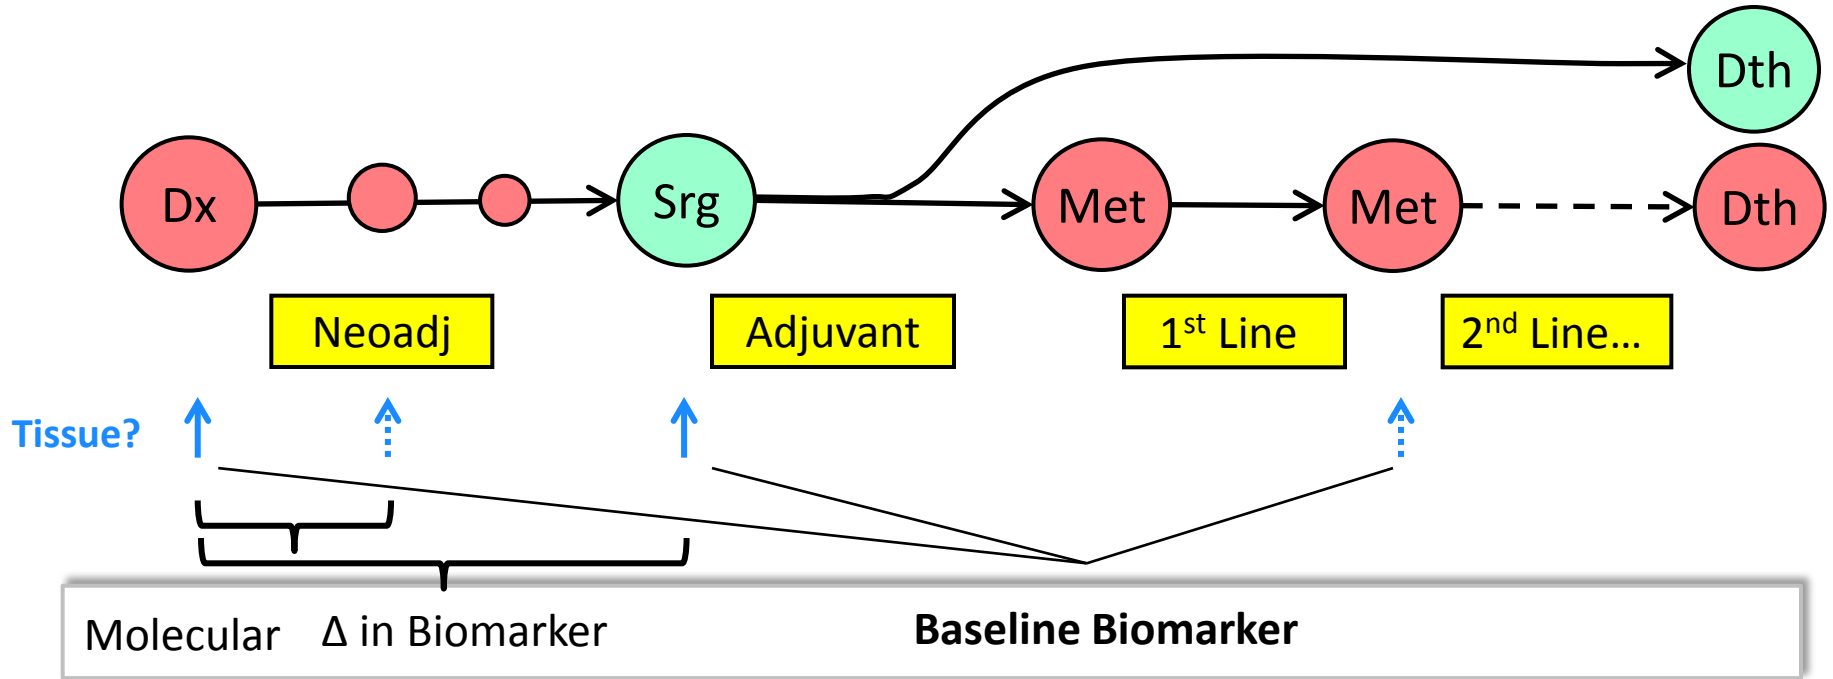 Dth
Dx
Srg
Met
Met
Dth
Neoadj
Adjuvant
1st Line
2nd Line...
Tissue?
Molecular
Δ in Biomarker
Baseline Biomarker